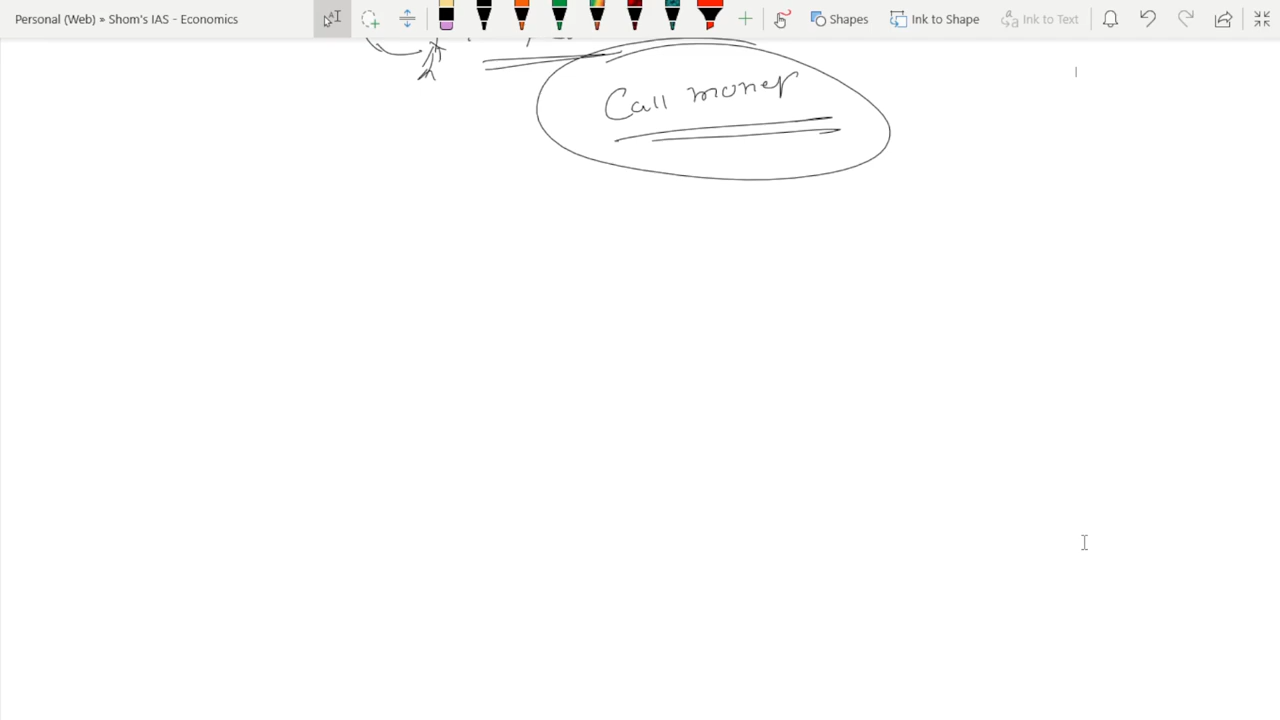 Personal (Web) » Shom's IAS - Economics
Shapes
Ink to Shape
Ink to Text
Call money